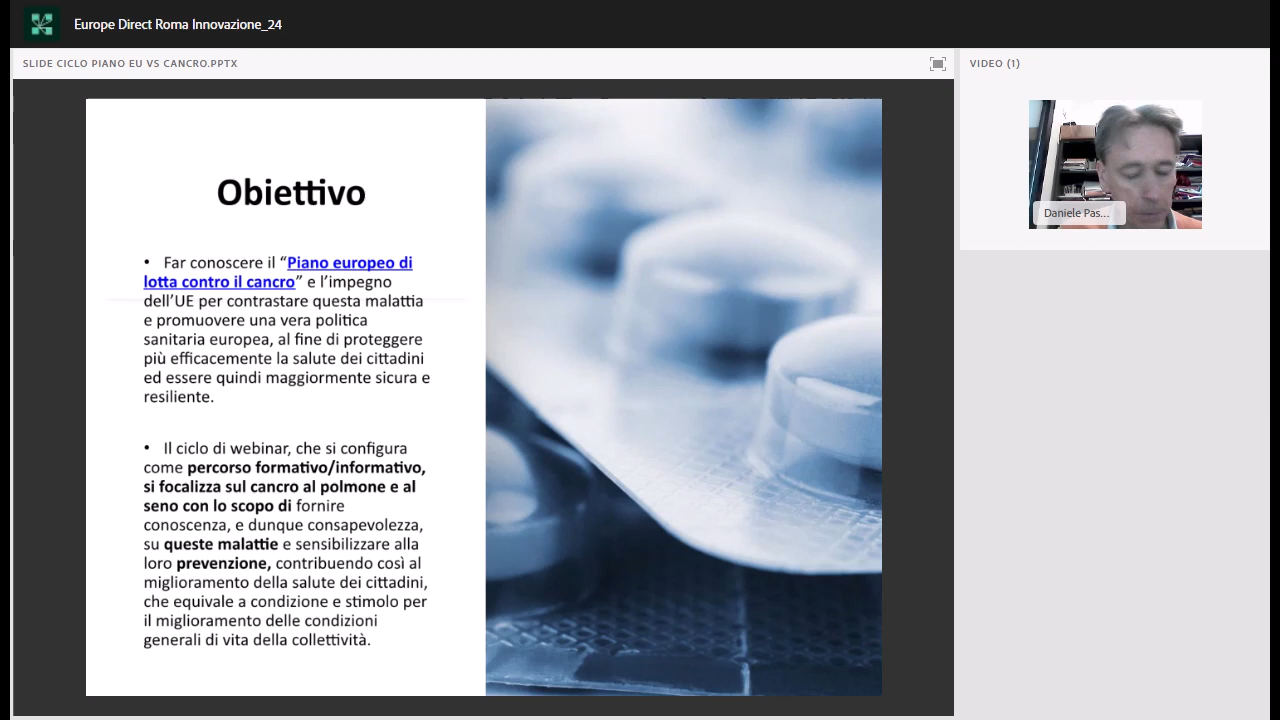 Europe Direct Roma Innovazione_24
SLIDE CICLO PIANO EU VS CANCRO.PPTX
VIDEO (1)
Obiettivo
• Far conoscere il “Piano europeo di
lotta contro il cancro” e l’impegno
dell’UE per contrastare questa malattia
e promuovere una vera politica
sanitaria europea, al fine di proteggere
più efficacemente la salute dei cittadini
ed essere quindi maggiormente sicura e
resiliente.
• Il ciclo di webinar, che si configura
come percorso formativo/informativo,
si focalizza sul cancro al polmone e al
seno con lo scopo di fornire
conoscenza, e dunque consapevolezza,
su queste malattie e sensibilizzare alla
loro prevenzione, contribuendo così al
miglioramento della salute dei cittadini,
che equivale a condizione e stimolo per
il miglioramento delle condizioni
generali di vita della collettività.
Daniele Pas...